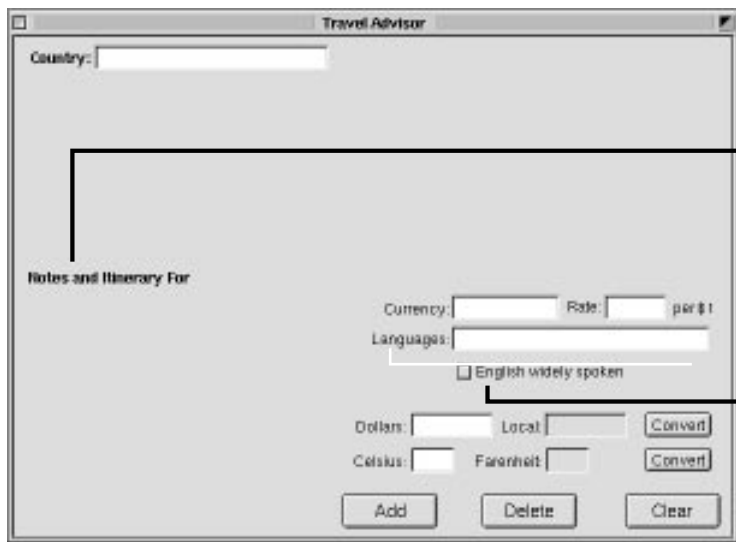 Travel Advisor
Country:
Notes and Itinerary For
Currency: Rate: per $1
Languages:
English widely spoken
Dollars: Local: Convert
Celsius: Farenheit: Convert
Add Delete Clear